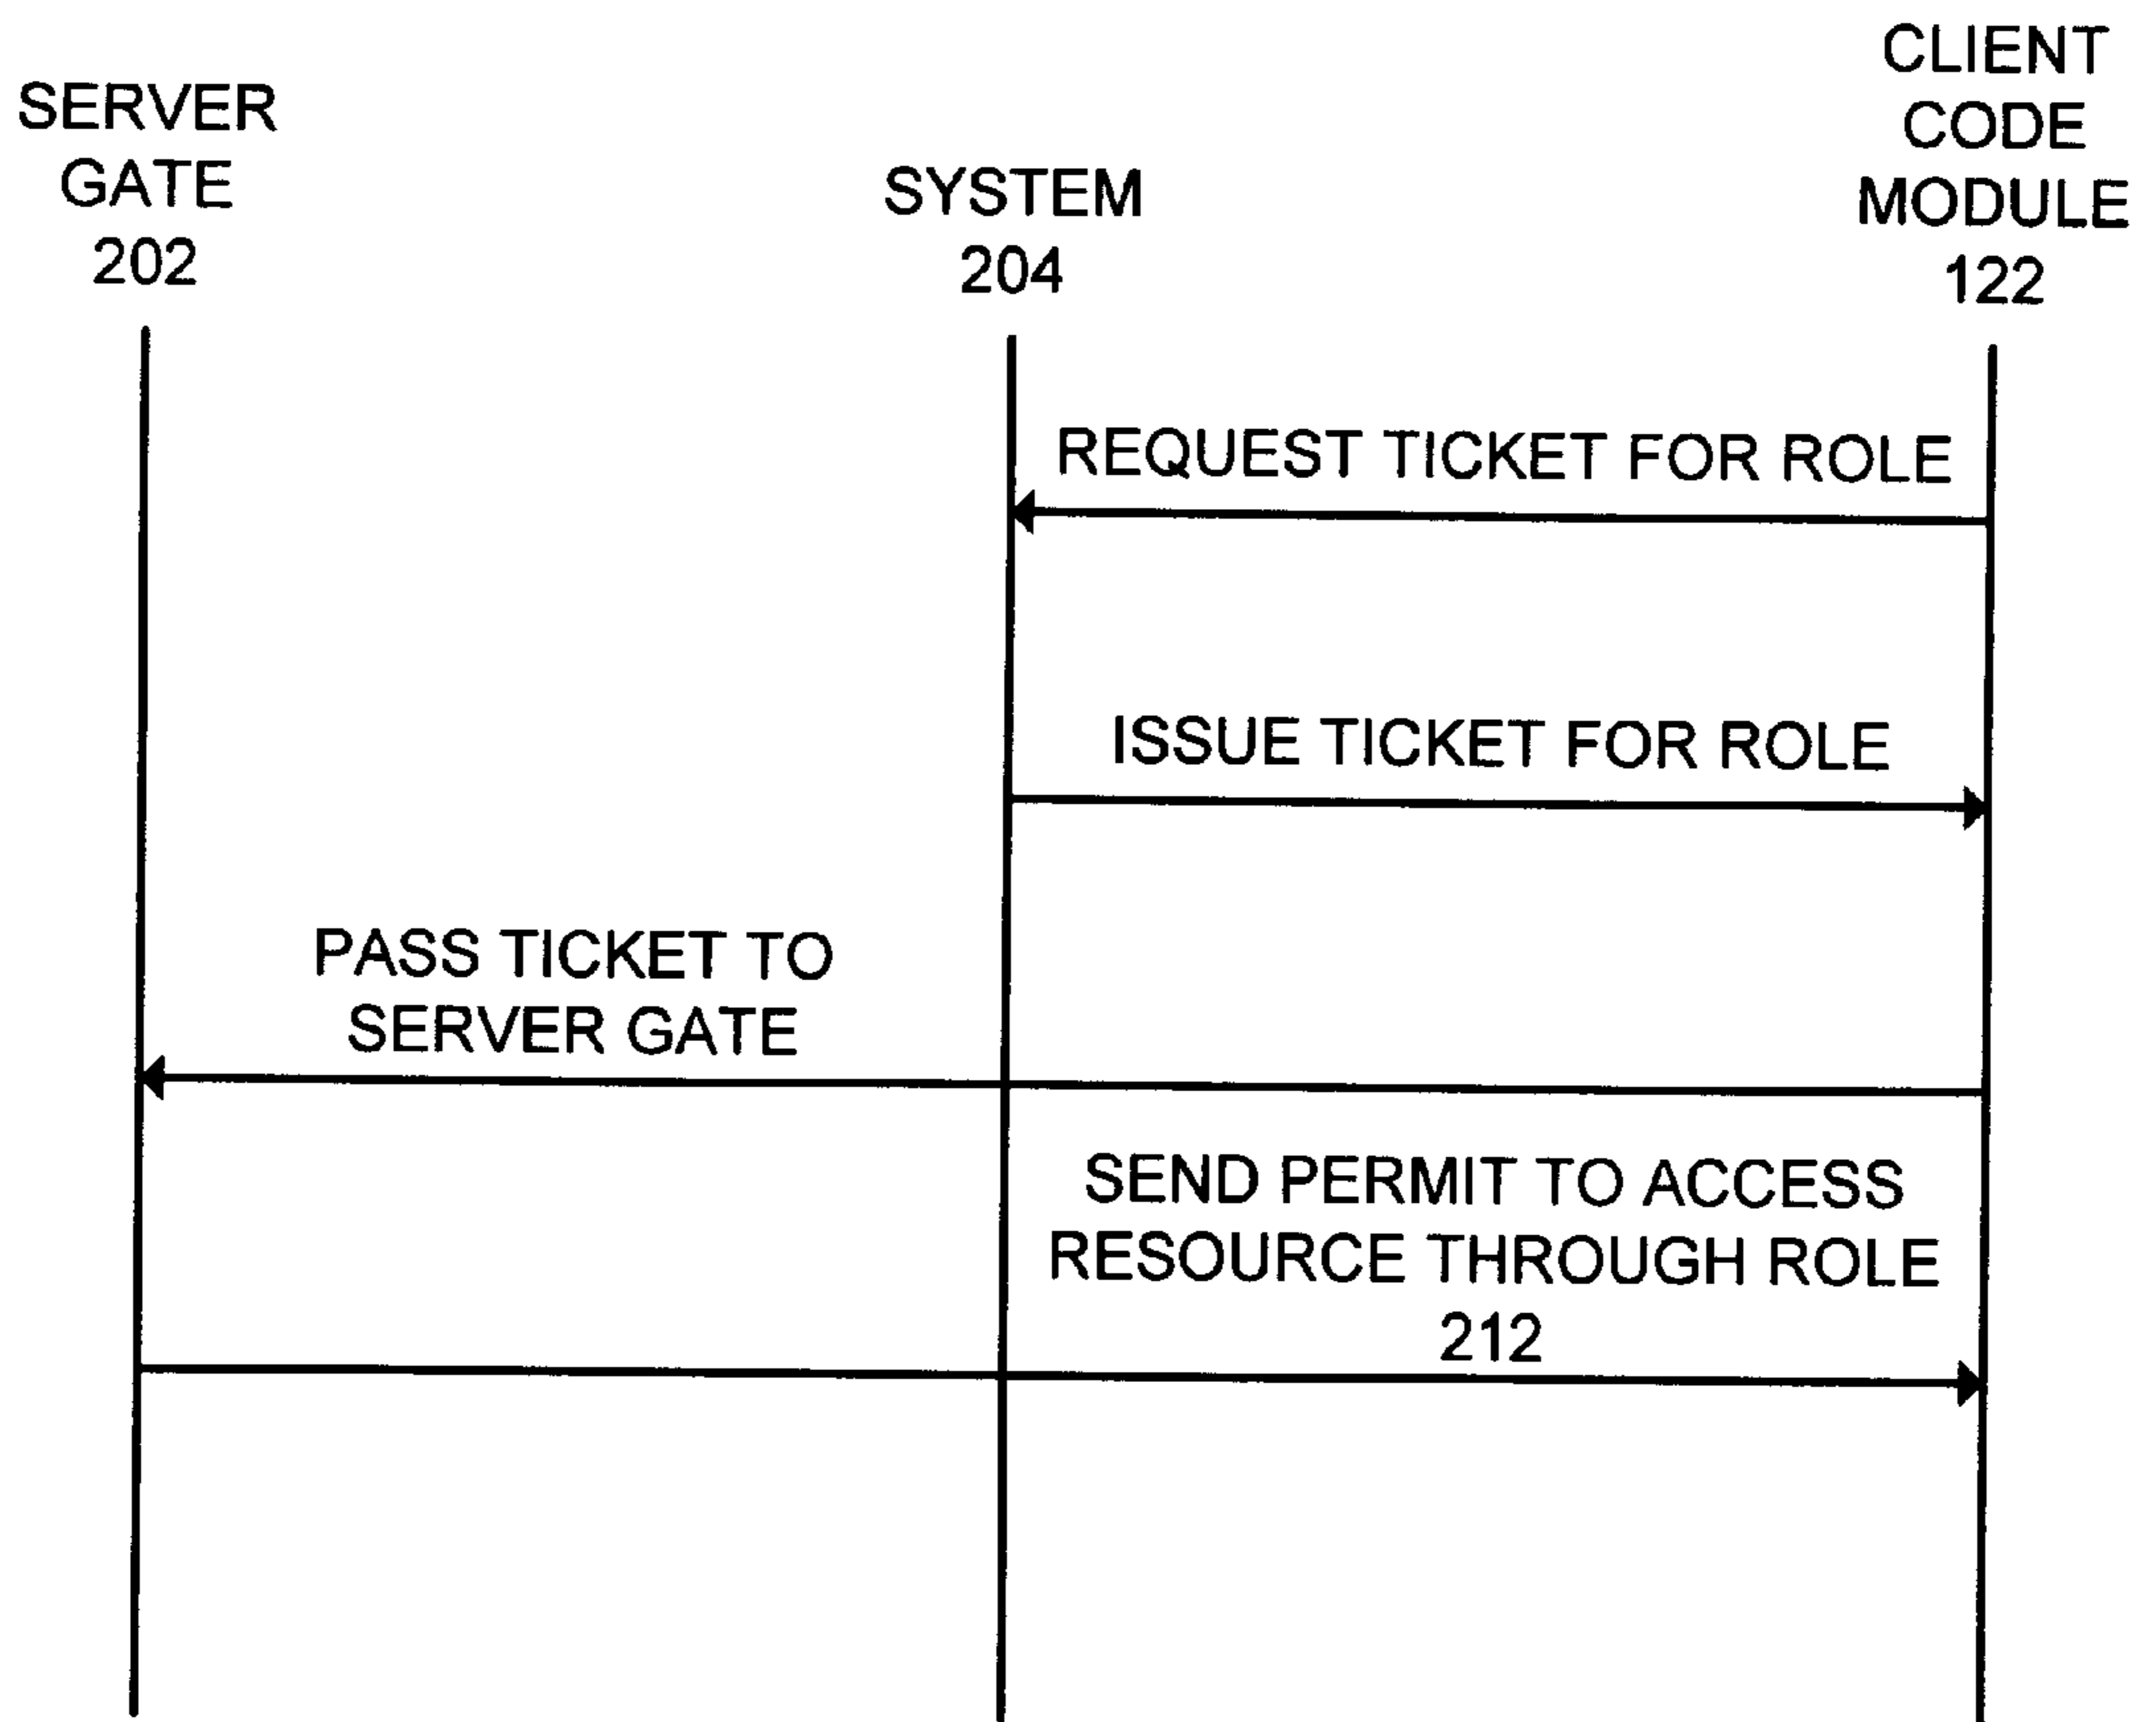 SERVER
GATE
202
SYSTEM
204
CLIENT
CODE
MODULE
122
REQUEST TICKET FOR ROLE
ISSUE TICKET FOR ROLE
PASS TICKET TO
SERVER GATE
SEND PERMIT TO ACCESS
RESOURCE THROUGH ROLE
212